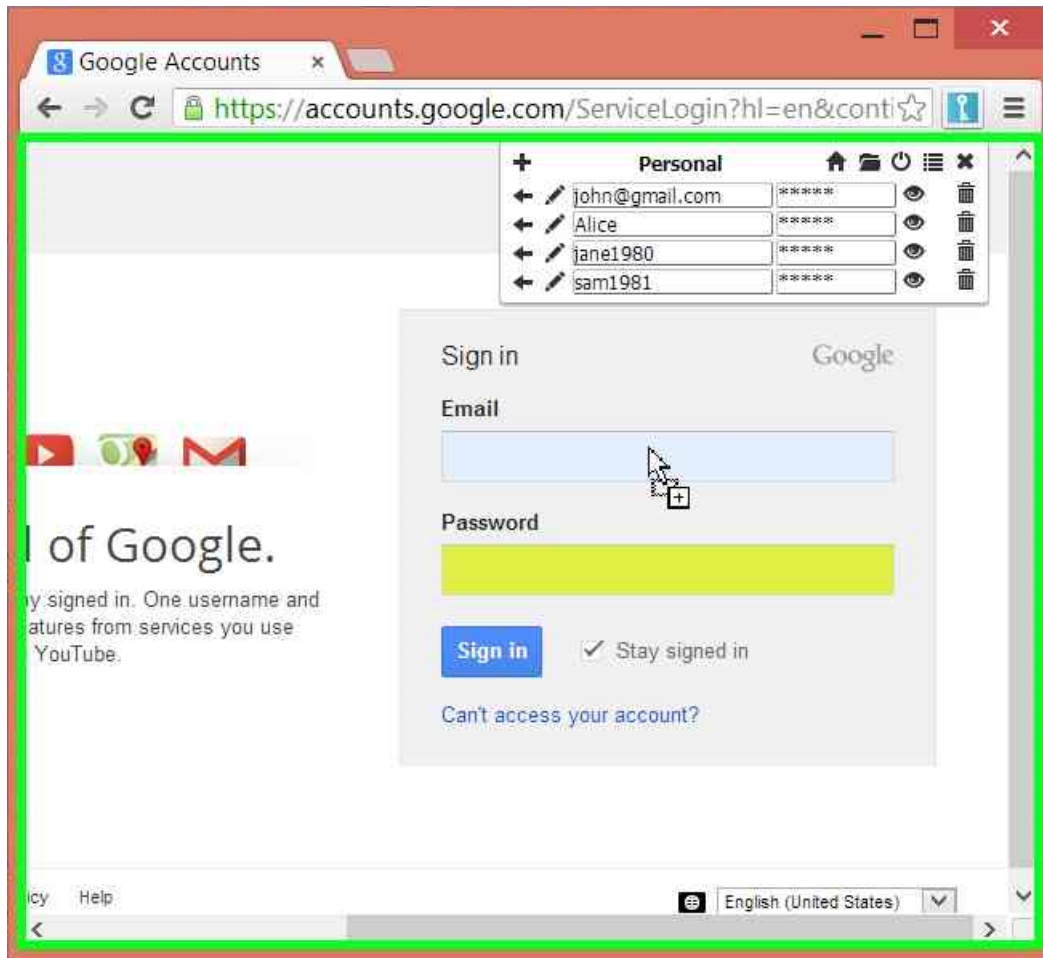 Google Accounts
https://accounts.google.com/ServiceLogin?hl=en&conti
Personal
john@gmail.com *****
Alice *****
jane1980 *****
sam1981 *****
Sign in Google
Email
Password
of Google.
y signed in. One username and
atures from services you use
YouTube.
Sign in Stay signed in
Can't access your account?
icy Help
English (United States)